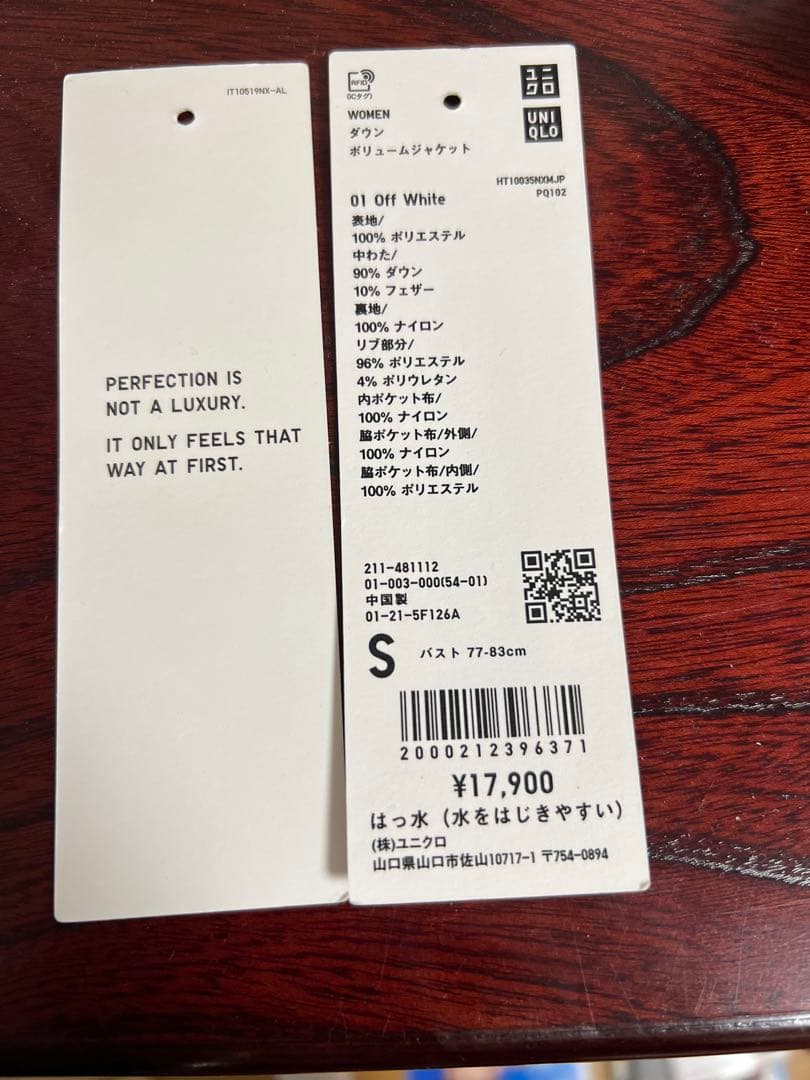 IT10519NX-AL
PERFECTION IS
NOT A LUXURY.
IT ONLY FEELS THAT
WAY AT FIRST.
RFID
(ICタグ)
ユニ
クロ
UNI
QLO
WOMEN
ダウン
ボリュームジャケット
HT10035NXMJP
PQ102
01 Off White
表地/
100% ポリエステル
中わた/
90% ダウン
10% フェザー
裏地/
100% ナイロン
リブ部分/
96% ポリエステル
4% ポリウレタン
内ポケット布/
100% ナイロン
脇ポケット布/外側/
100% ナイロン
脇ポケット布/内側/
100% ポリエステル
211-481112
01-003-000(54-01)
中国製
01-21-5F126A
S バスト 77-83cm
2000212396371
¥17,900
はっ水（水をはじきやすい）
(株)ユニクロ
山口県山口市佐山10717-1 〒754-0894